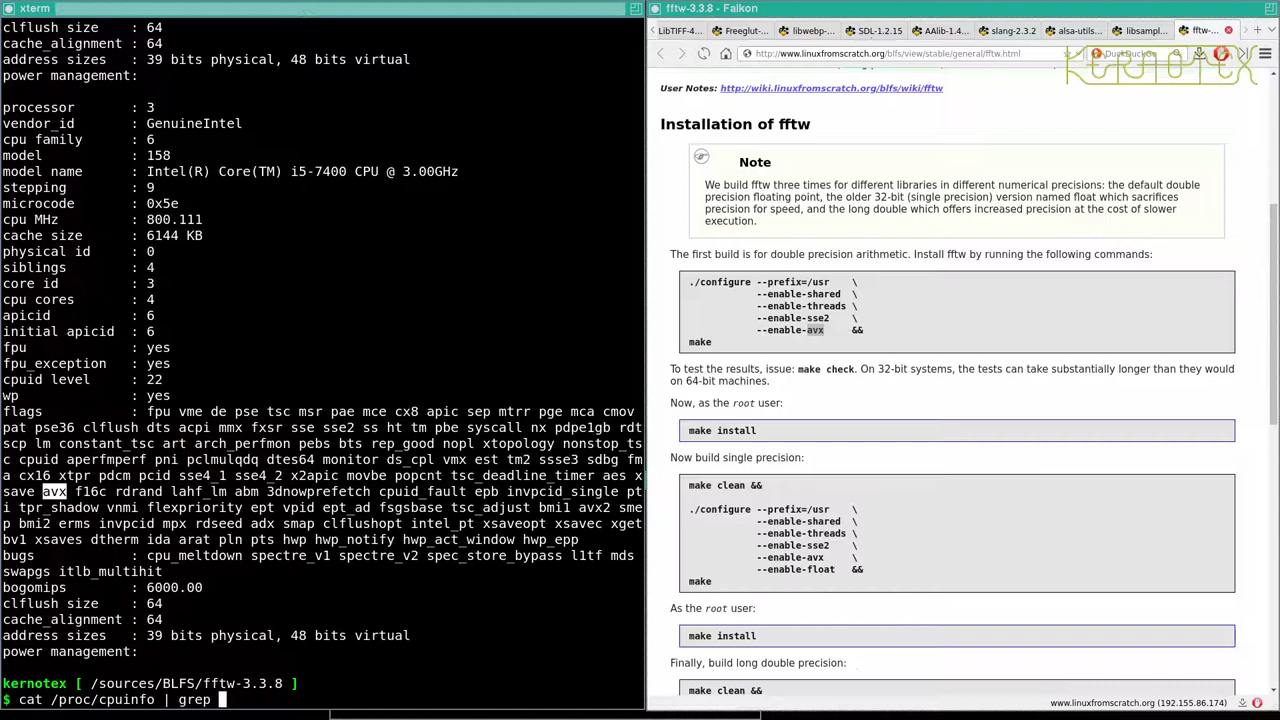 xterm
clflush size    : 64
cache_alignment : 64
address sizes   : 39 bits physical, 48 bits virtual
power management:
processor       : 3
vendor_id       : GenuineIntel
cpu family      : 6
model           : 158
model name      : Intel(R) Core(TM) i5-7400 CPU @ 3.00GHz
stepping        : 9
microcode       : 0x5e
cpu MHz         : 800.111
cache size      : 6144 KB
physical id     : 0
siblings        : 4
core id         : 3
cpu cores       : 4
apicid          : 6
initial apicid  : 6
fpu             : yes
fpu_exception   : yes
cpuid level     : 22
wp              : yes
flags           : fpu vme de pse tsc msr pae mce cx8 apic sep mtrr pge mca cmov
pat pse36 clflush dts acpi mmx fxsr sse sse2 ss ht tm pbe syscall nx pdpe1gb rdt
scp lm constant_tsc art arch_perfmon pebs bts rep_good nopl xtopology nonstop_ts
c cpuid aperfmperf pni pclmulqdq dtes64 monitor ds_cpl vmx est tm2 ssse3 sdbg fm
a cx16 xtpr pdcm pcid sse4_1 sse4_2 x2apic movbe popcnt tsc_deadline_timer aes x
save avx f16c rdrand lahf_lm abm 3dnowprefetch cpuid_fault epb invpcid_single pt
i tpr_shadow vnmi flexpriority ept vpid ept_ad fsgsbase tsc_adjust bmi1 avx2 sme
p bmi2 erms invpcid mpx rdseed adx smap clflushopt intel_pt xsaveopt xsavec xget
bv1 xsaves dtherm ida arat pln pts hwp hwp_notify hwp_act_window hwp_epp
bugs            : cpu_meltdown spectre_v1 spectre_v2 spec_store_bypass l1tf mds
swapgs itlb_multihit
bogomips        : 6000.00
clflush size    : 64
cache_alignment : 64
address sizes   : 39 bits physical, 48 bits virtual
power management:
kernotex [ /sources/BLFS/fftw-3.3.8 ]
$ cat /proc/cpuinfo | grep
fftw-3.3.8 - Falkon
LibTIFF-4... Freeglut-... libwebp-... SDL-1.2.15 AAlib-1.4... slang-2.3.2 alsa-utils... libsampl... fftw-...
http://www.linuxfromscratch.org/blfs/view/stable/general/fftw.html DuckDuckGo
KERNOTEX
User Notes: http://wiki.linuxfromscratch.org/blfs/wiki/fftw
Installation of fftw
Note
We build fftw three times for different libraries in different numerical precisions: the default double
precision floating point, the older 32-bit (single precision) version named float which sacrifices
precision for speed, and the long double which offers increased precision at the cost of slower
execution.
The first build is for double precision arithmetic. Install fftw by running the following commands:
./configure --prefix=/usr    \
--enable-shared  \
--enable-threads \
--enable-sse2    \
--enable-avx     &&
make
To test the results, issue: make check. On 32-bit systems, the tests can take substantially longer than they would
on 64-bit machines.
Now, as the root user:
make install
Now build single precision:
make clean &&
./configure --prefix=/usr    \
--enable-shared  \
--enable-threads \
--enable-sse2    \
--enable-avx     \
--enable-float   &&
make
As the root user:
make install
Finally, build long double precision:
make clean &&
www.linuxfromscratch.org (192.155.86.174)